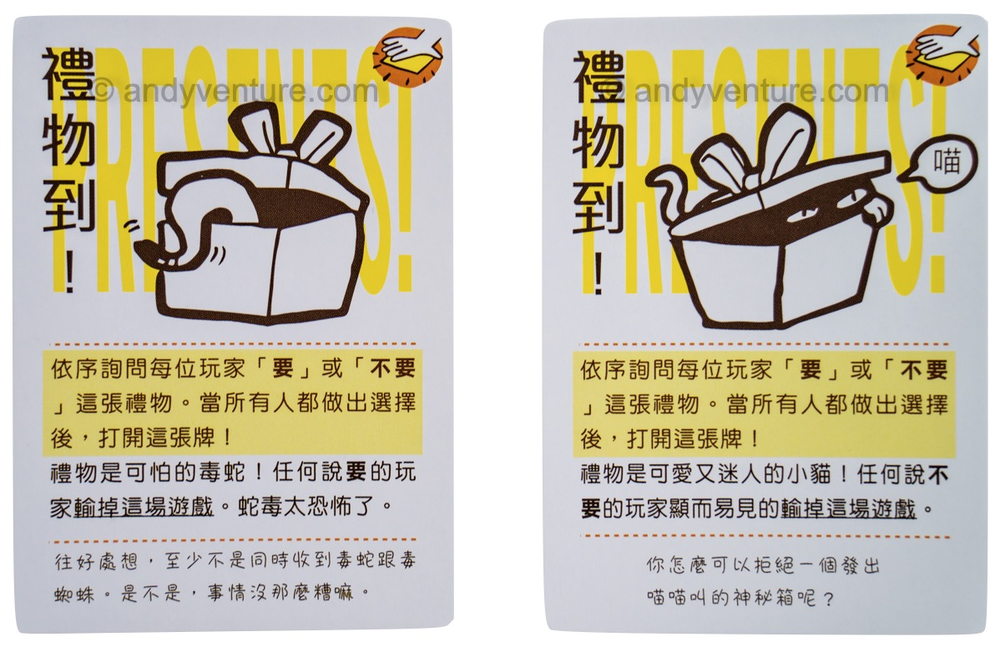 禮物到！
PRESENTS!
© andyventure.com
依序詢問每位玩家「要」或「不要
」這張禮物。當所有人都做出選擇
後，打開這張牌！
禮物是可怕的毒蛇！任何說要的玩
家輸掉這場遊戲。蛇毒太恐怖了。
往好處想，至少不是同時收到毒蛇跟毒
蜘蛛。是不是，事情沒那麼糟嘛。
禮物到！
PRESENTS!
© andyventure.com
喵
依序詢問每位玩家「要」或「不要
」這張禮物。當所有人都做出選擇
後，打開這張牌！
禮物是可愛又迷人的小貓！任何說不
要的玩家顯而易見的輸掉這場遊戲。
你怎麼可以拒絕一個發出
喵喵叫的神秘箱呢？